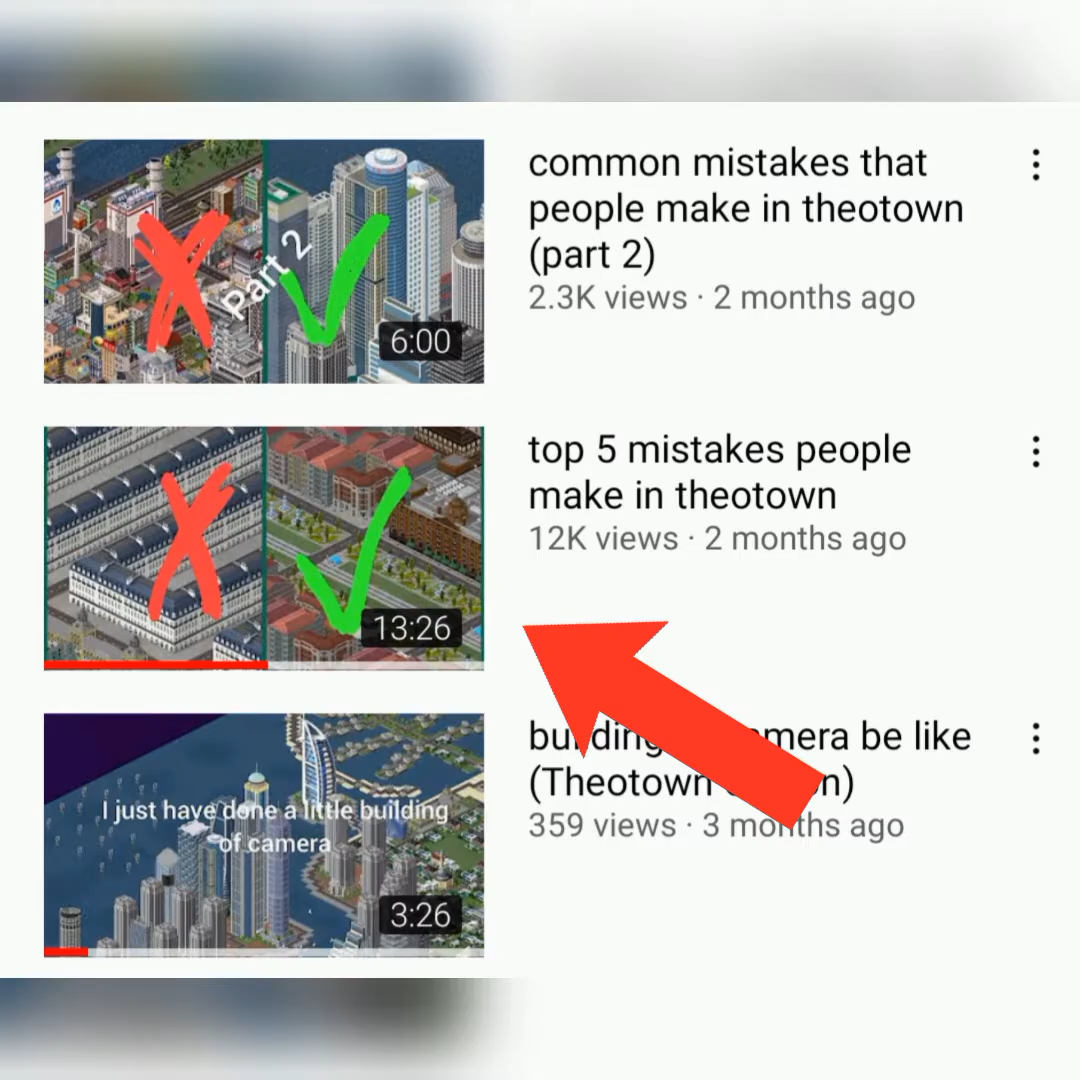 Part 2
6:00
common mistakes that
people make in theotown
(part 2)
2.3K views · 2 months ago
13:26
top 5 mistakes people
make in theotown
12K views · 2 months ago
I just have done a little building
of camera
3:26
be like
(Theotown
359 views · 3 months ago